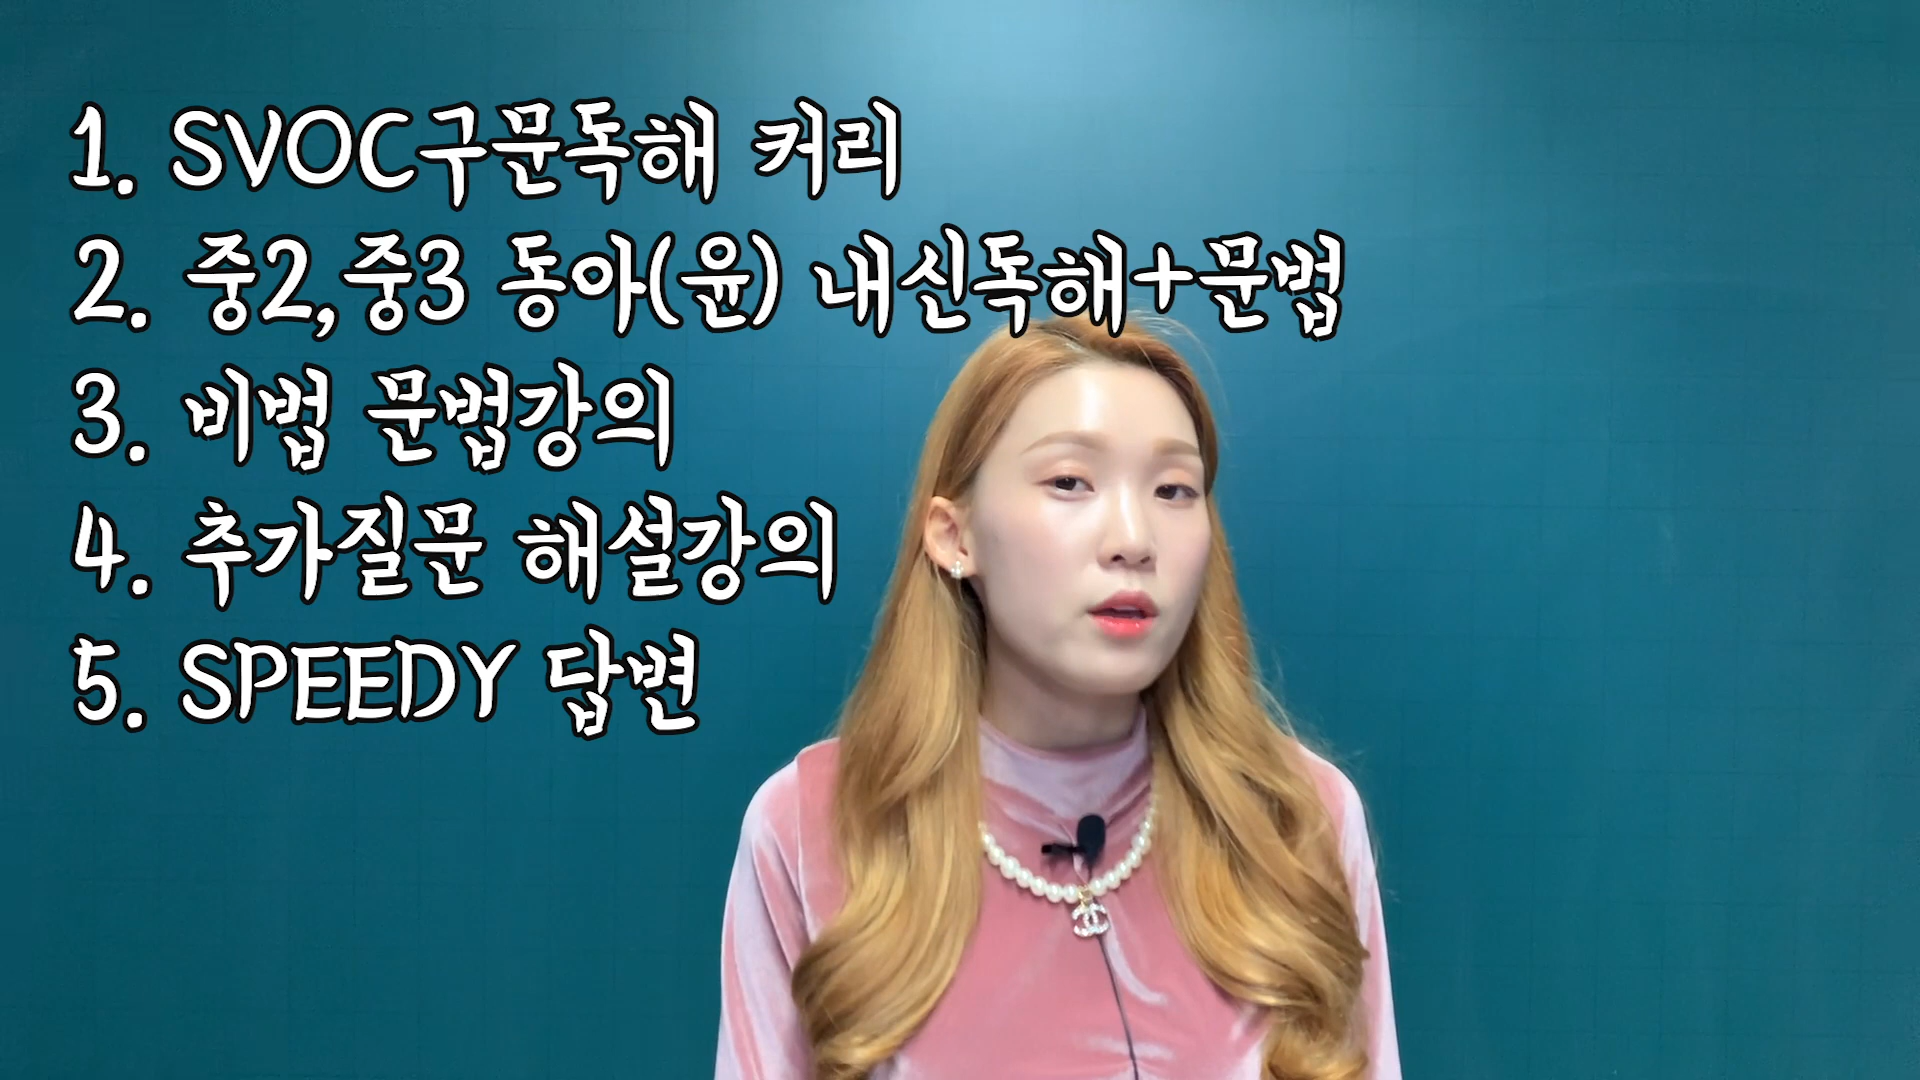 1. SVOC구문독해 커리
2. 중2,중3 동아(윤) 내신독해+문법
3. 비법 문법강의
4. 추가질문 해설강의
5. SPEEDY 답변